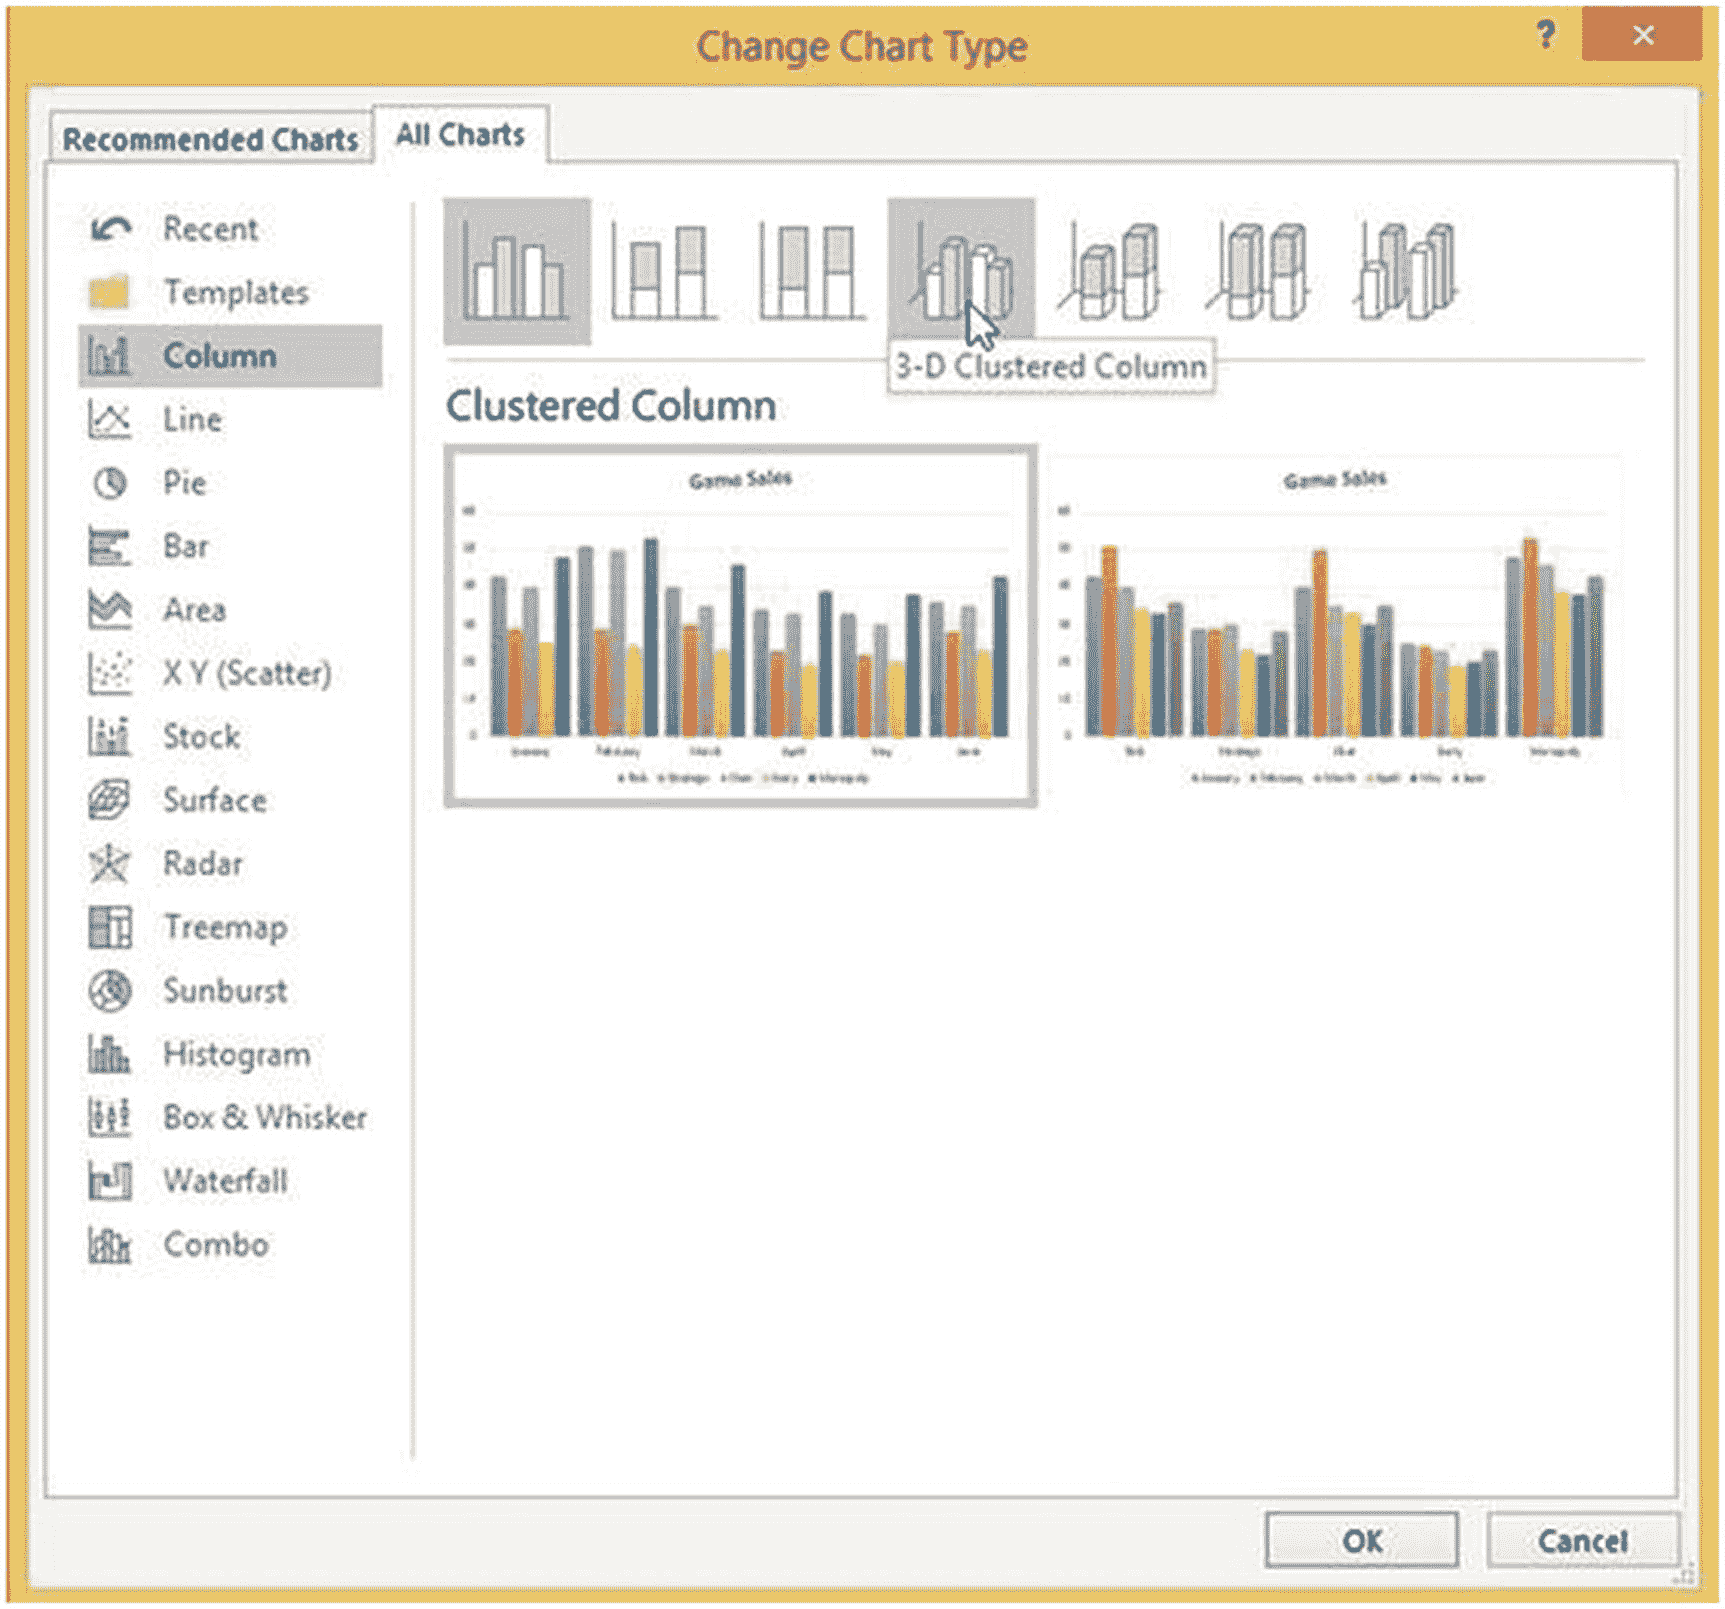 Change Chart Type
?
Recommended Charts
All Charts
Recent
Templates
Column
Line
Pie
Bar
Area
X Y (Scatter)
Stock
Surface
Radar
Treemap
Sunburst
Histogram
Box & Whisker
Waterfall
Combo
3-D Clustered Column
Clustered Column
Game Sales
Game Sales
OK
Cancel